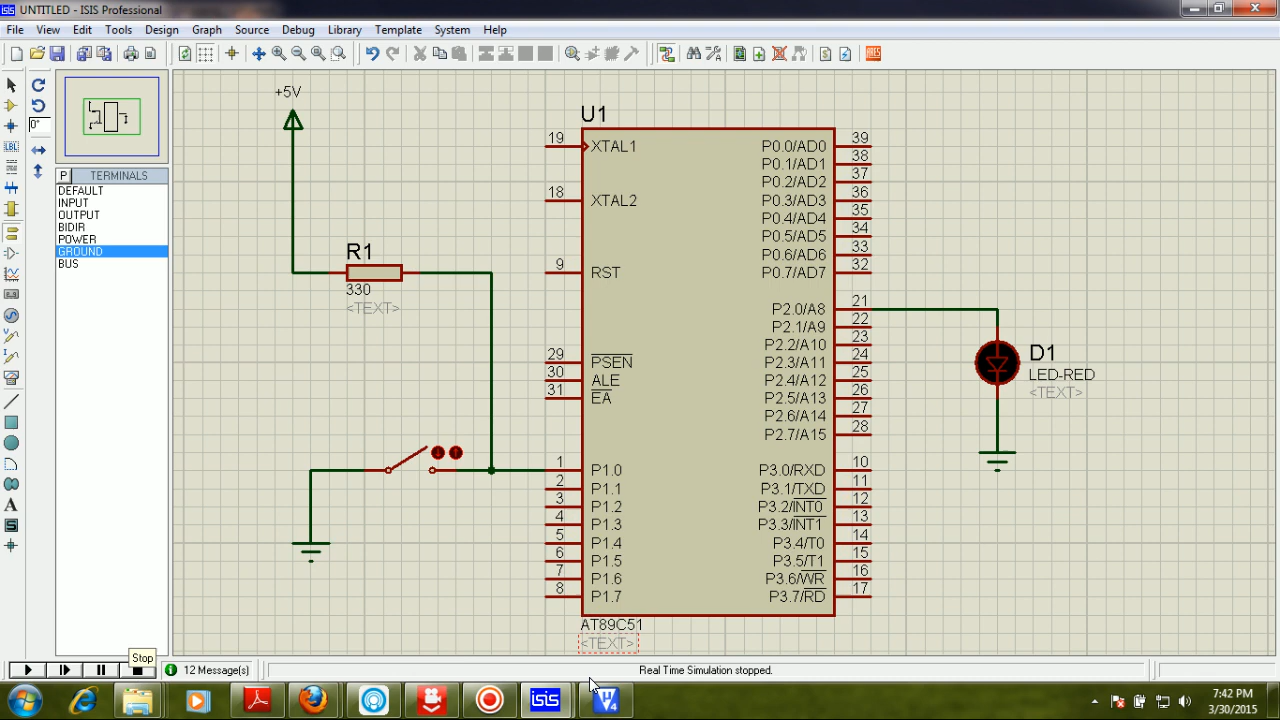 UNTITLED - ISIS Professional
File View Edit Tools Design Graph Source Debug Library Template System Help
P TERMINALS
DEFAULT
INPUT
OUTPUT
BIDIR
POWER
GROUND
BUS
0°
LBL
A
S
ARES
+5V
R1
330
<TEXT>
U1
19 XTAL1
18 XTAL2
9 RST
29 PSEN
30 ALE
31 EA
1 P1.0
2 P1.1
3 P1.2
4 P1.3
5 P1.4
6 P1.5
7 P1.6
8 P1.7
P0.0/AD0 39
P0.1/AD1 38
P0.2/AD2 37
P0.3/AD3 36
P0.4/AD4 35
P0.5/AD5 34
P0.6/AD6 33
P0.7/AD7 32
P2.0/A8 21
P2.1/A9 22
P2.2/A10 23
P2.3/A11 24
P2.4/A12 25
P2.5/A13 26
P2.6/A14 27
P2.7/A15 28
P3.0/RXD 10
P3.1/TXD 11
P3.2/INT0 12
P3.3/INT1 13
P3.4/T0 14
P3.5/T1 15
P3.6/WR 16
P3.7/RD 17
AT89C51
<TEXT>
D1
LED-RED
<TEXT>
Stop
12 Message(s)
Real Time Simulation stopped.
isis
7:42 PM
3/30/2015